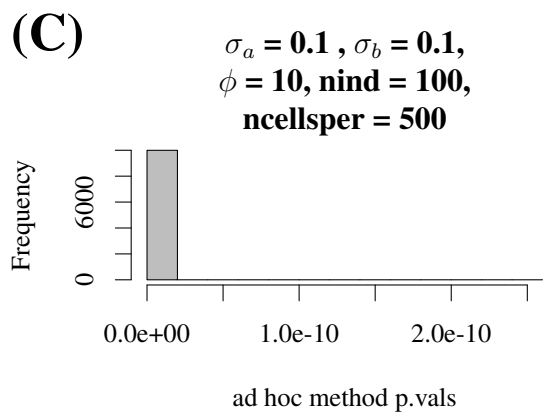 (C)
σₐ = 0.1 , σ_b = 0.1,
ϕ = 10, nind = 100,
ncellsper = 500
Frequency
6000
0
0.0e+00 1.0e-10 2.0e-10
ad hoc method p.vals